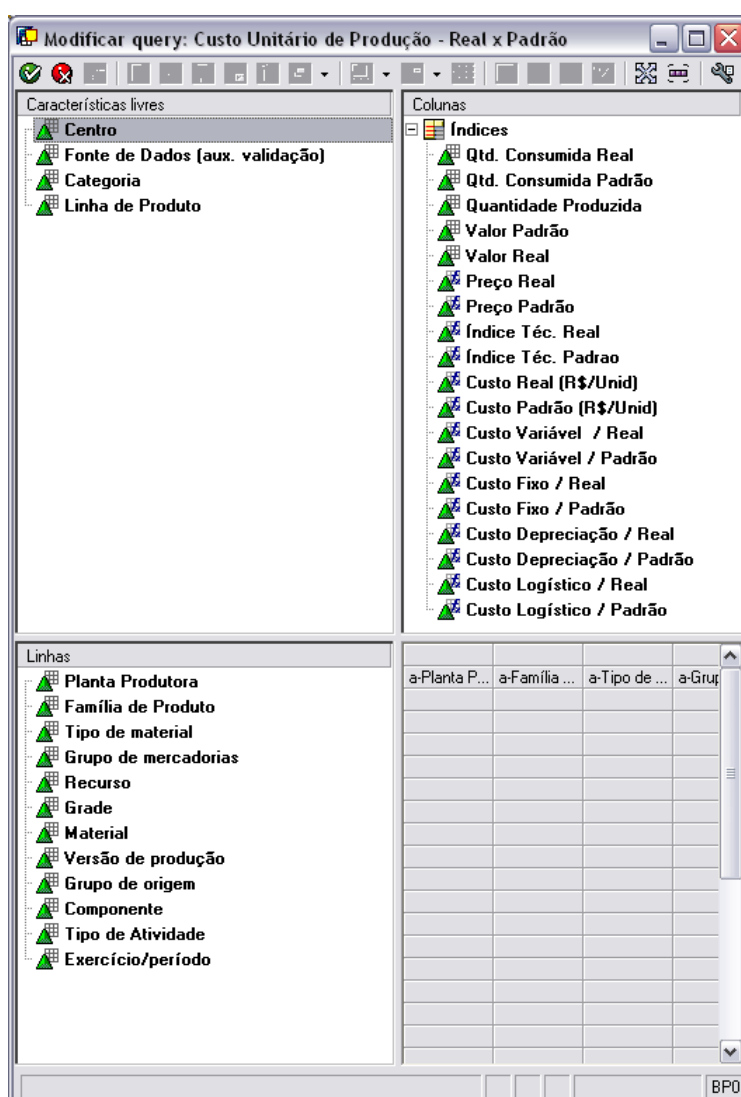 Modificar query: Custo Unitário de Produção - Real x Padrão
Características livres
Centro
Fonte de Dados (aux. validação)
Categoria
Linha de Produto
Colunas
Índices
Qtd. Consumida Real
Qtd. Consumida Padrão
Quantidade Produzida
Valor Padrão
Valor Real
Preço Real
Preço Padrão
Índice Téc. Real
Índice Téc. Padrao
Custo Real (R$/Unid)
Custo Padrão (R$/Unid)
Custo Variável / Real
Custo Variável / Padrão
Custo Fixo / Real
Custo Fixo / Padrão
Custo Depreciação / Real
Custo Depreciação / Padrão
Custo Logístico / Real
Custo Logístico / Padrão
Linhas
Planta Produtora
Família de Produto
Tipo de material
Grupo de mercadorias
Recurso
Grade
Material
Versão de produção
Grupo de origem
Componente
Tipo de Atividade
Exercício/período
a-Planta P... a-Família ... a-Tipo de ... a-Grup
BP0